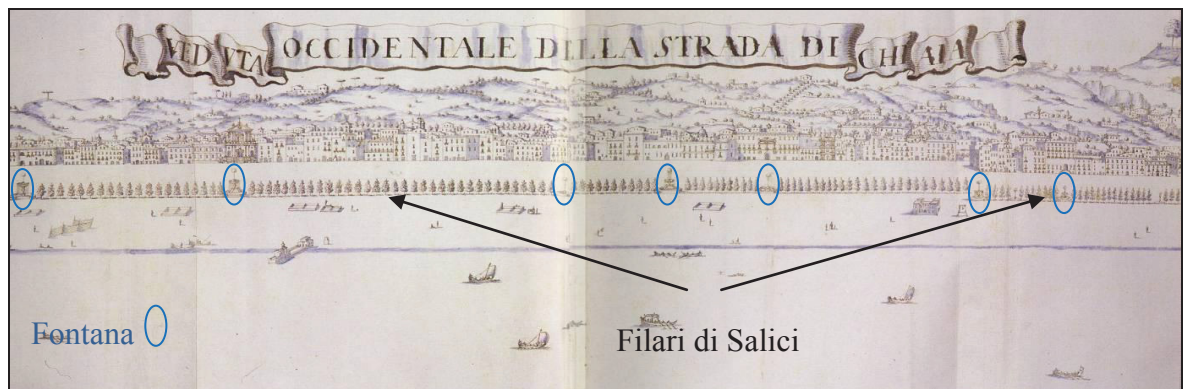 VEDVTA OCCIDENTALE DELLA STRADA DI CHIAIA
Fontana
Filari di Salici